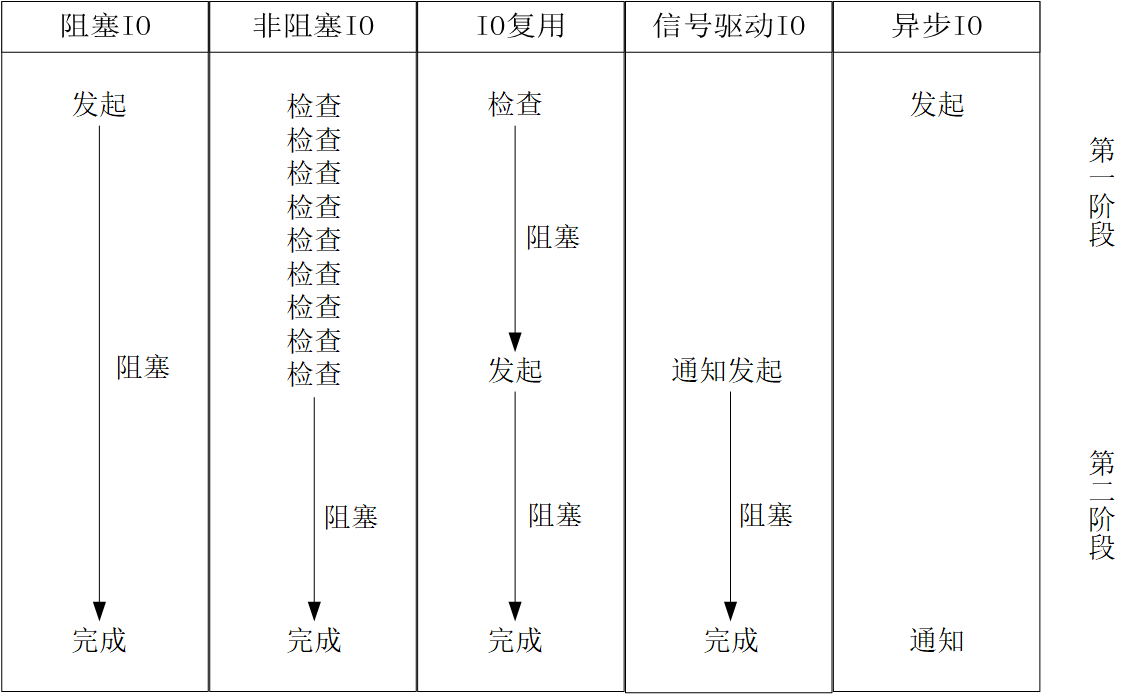 阻塞IO
非阻塞IO
IO复用
信号驱动IO
异步IO
发起
阻塞
完成
检查
检查
检查
检查
检查
检查
检查
检查
检查
阻塞
完成
检查
阻塞
发起
阻塞
完成
通知发起
阻塞
完成
发起
通知
第一阶段
第二阶段